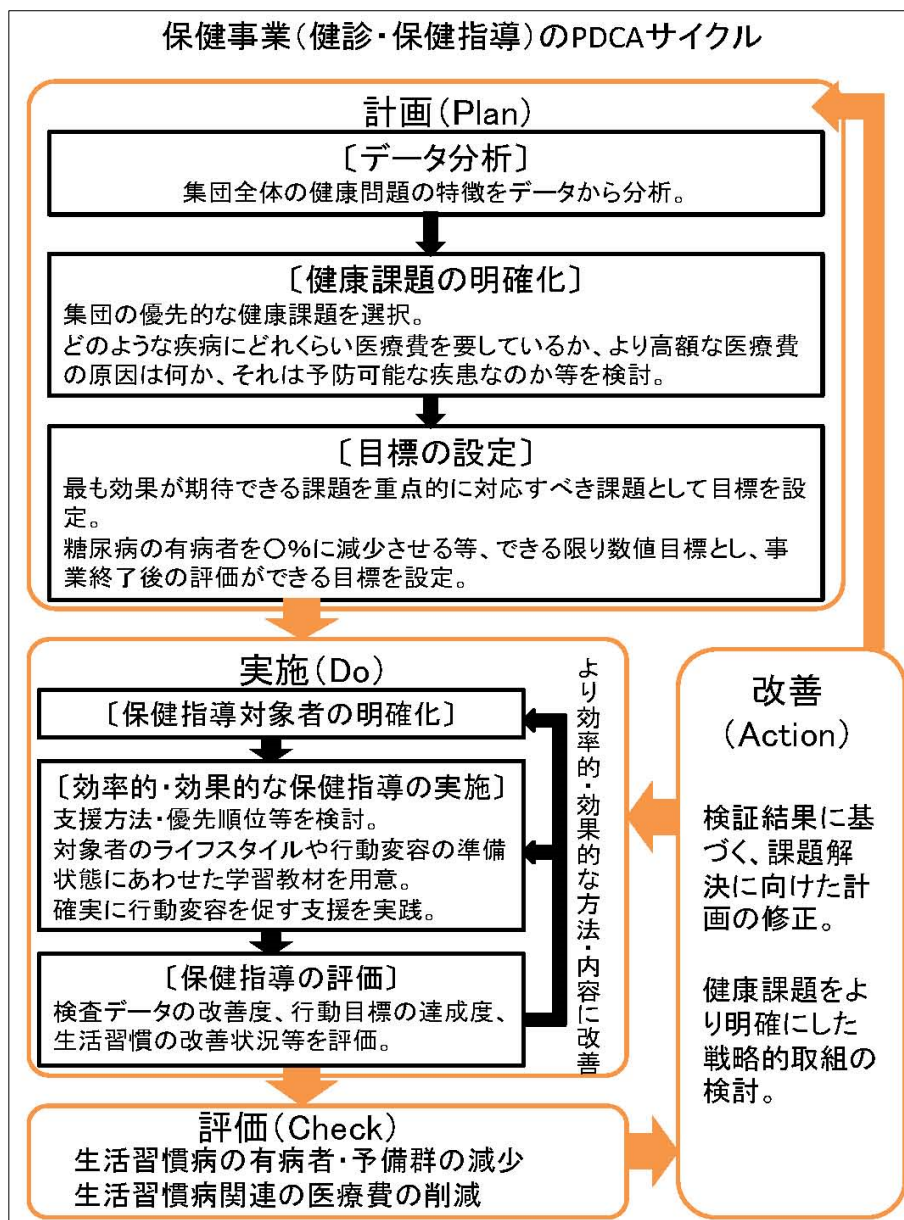 保健事業(健診・保健指導)のPDCAサイクル
計画(Plan)
〔データ分析〕
集団全体の健康問題の特徴をデータから分析。
〔健康課題の明確化〕
集団の優先的な健康課題を選択。
どのような疾病にどれくらい医療費を要しているか、より高額な医療費
の原因は何か、それは予防可能な疾患なのか等を検討。
〔目標の設定〕
最も効果が期待できる課題を重点的に対応すべき課題として目標を設
定。
糖尿病の有病者を〇%に減少させる等、できる限り数値目標とし、事
業終了後の評価ができる目標を設定。
実施(Do)
〔保健指導対象者の明確化〕
〔効率的・効果的な保健指導の実施〕
支援方法・優先順位等を検討。
対象者のライフスタイルや行動変容の準備
状態にあわせた学習教材を用意。
確実に行動変容を促す支援を実践。
〔保健指導の評価〕
検査データの改善度、行動目標の達成度、
生活習慣の改善状況等を評価。
より効率的・効果的な方法・内容に改善
評価(Check)
生活習慣病の有病者・予備群の減少
生活習慣病関連の医療費の削減
改善
(Action)
検証結果に基
づく、課題解
決に向けた計
画の修正。
健康課題をよ
り明確にした
戦略的取組の
検討。